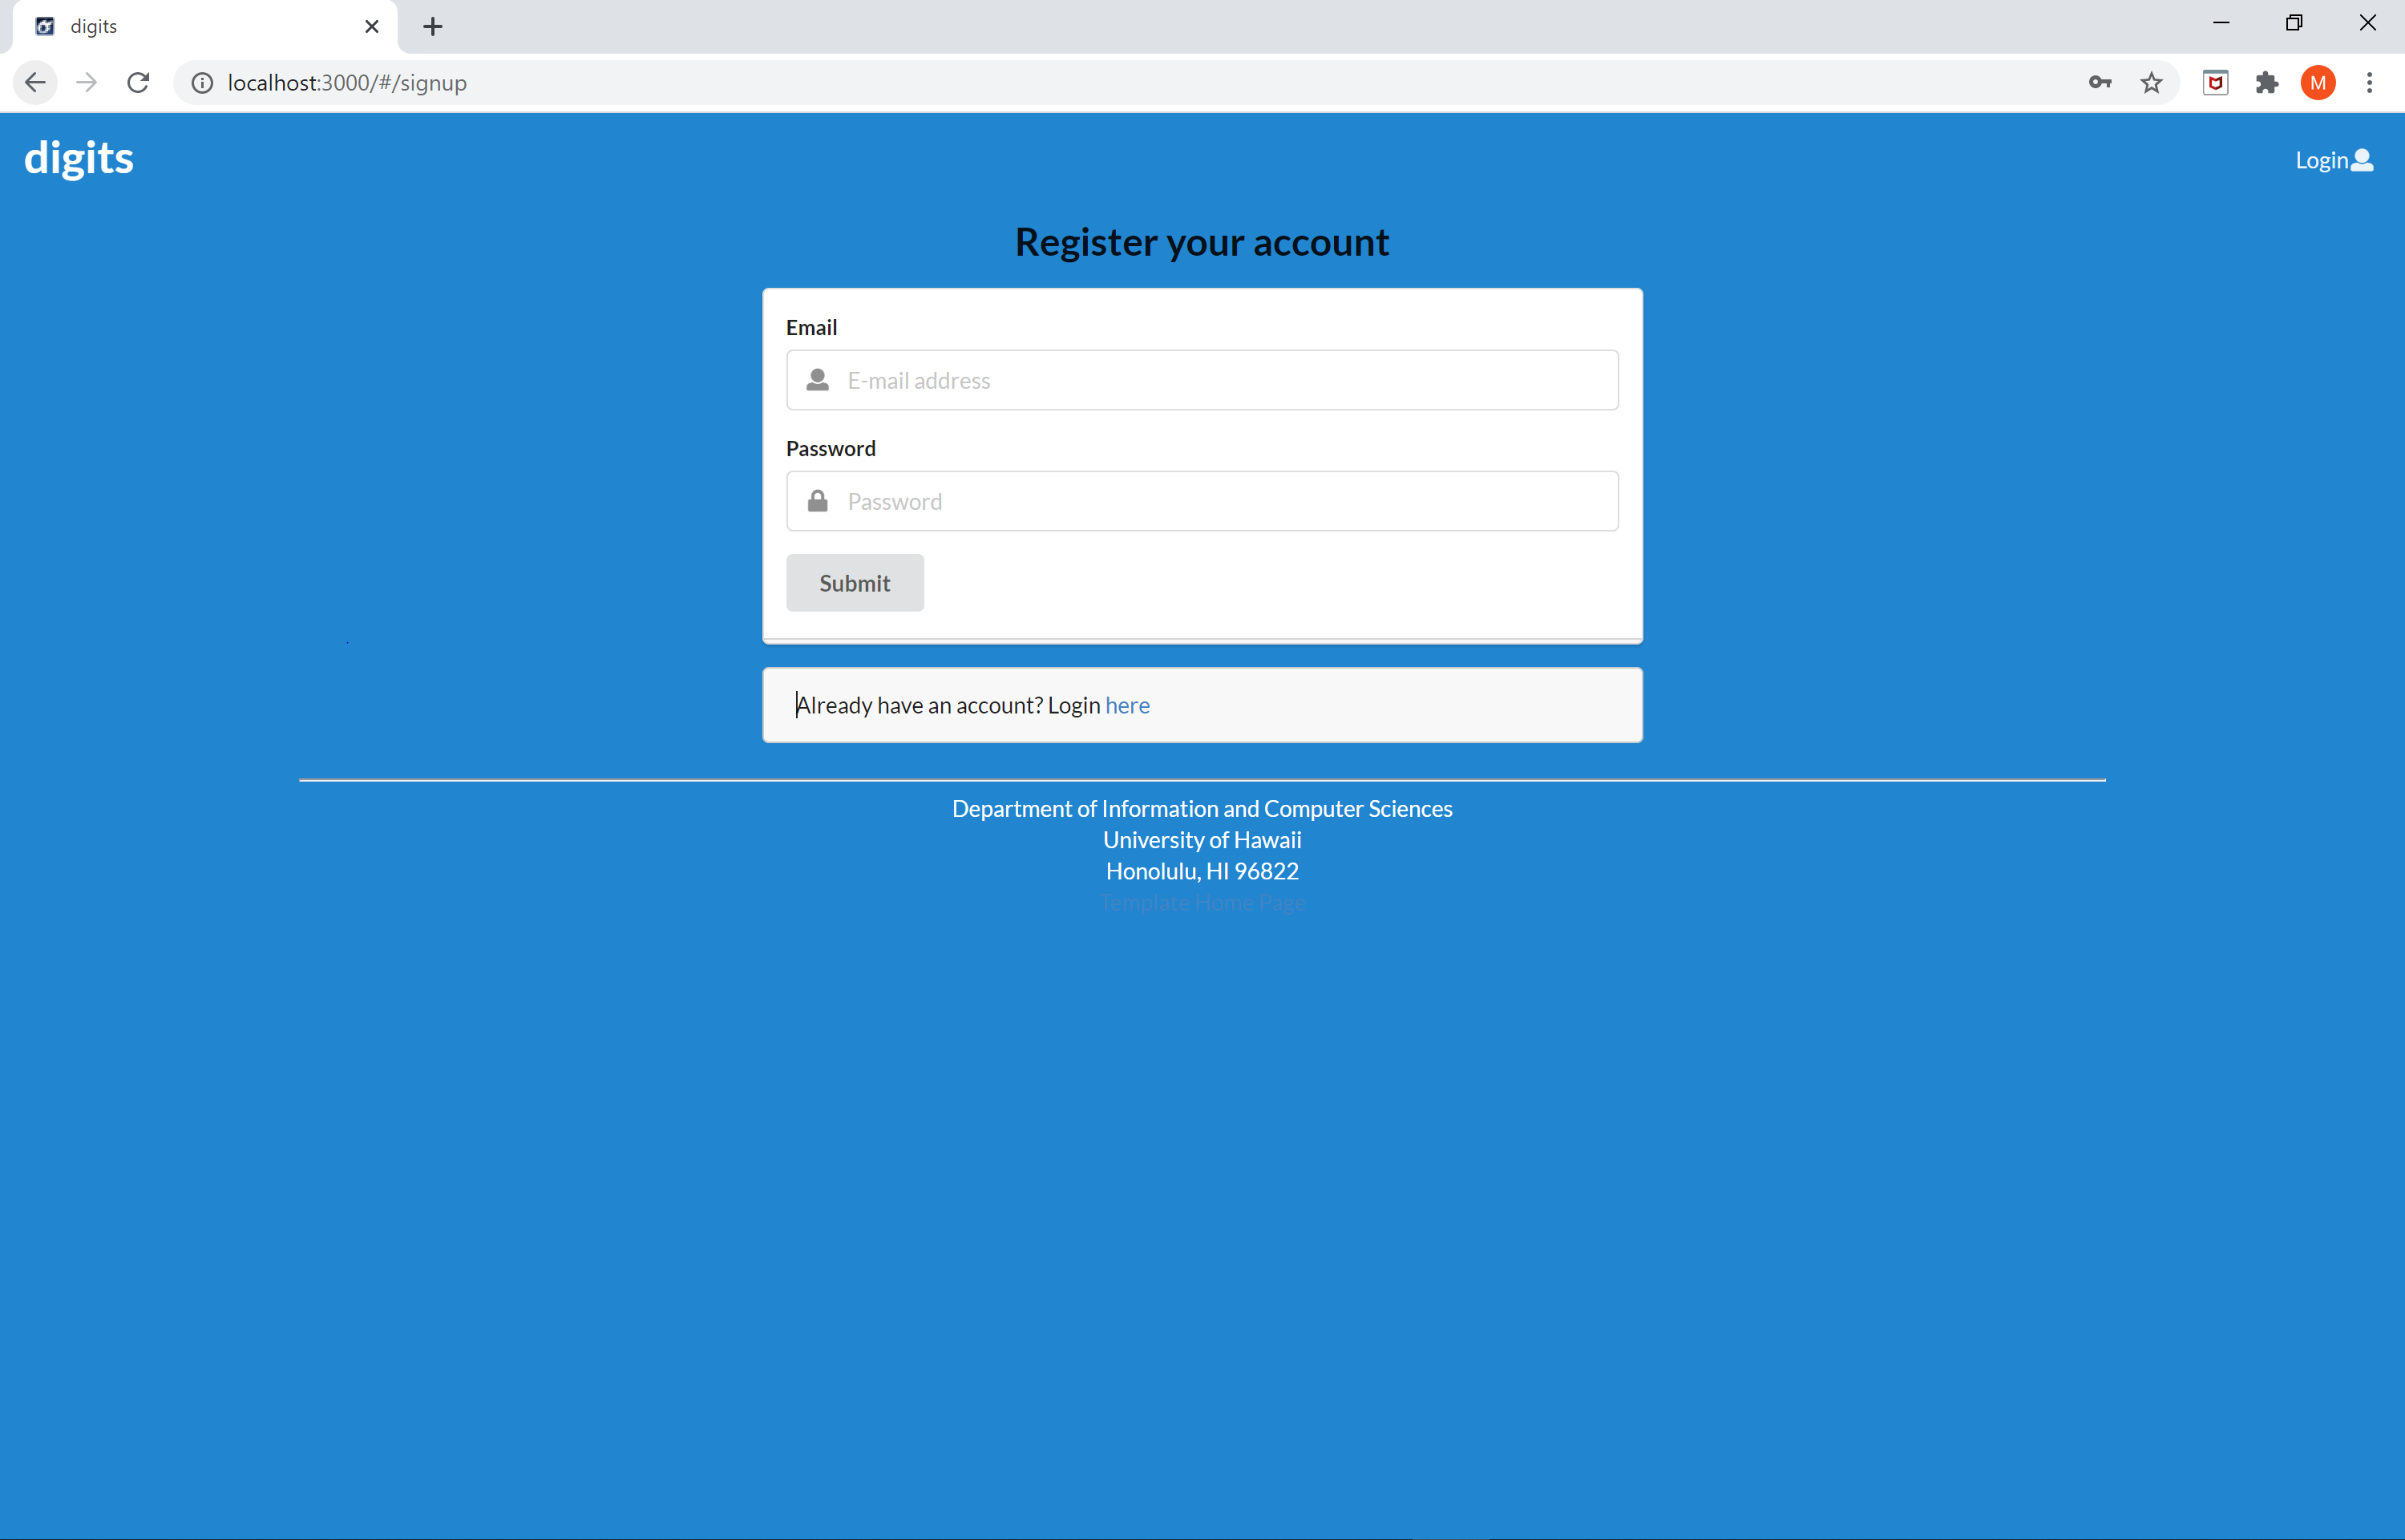 digits
localhost:3000/#/signup
M
digits
Login
Register your account
Email
E-mail address
Password
Password
Submit
Already have an account? Login here
Department of Information and Computer Sciences
University of Hawaii
Honolulu, HI 96822
Template Home Page